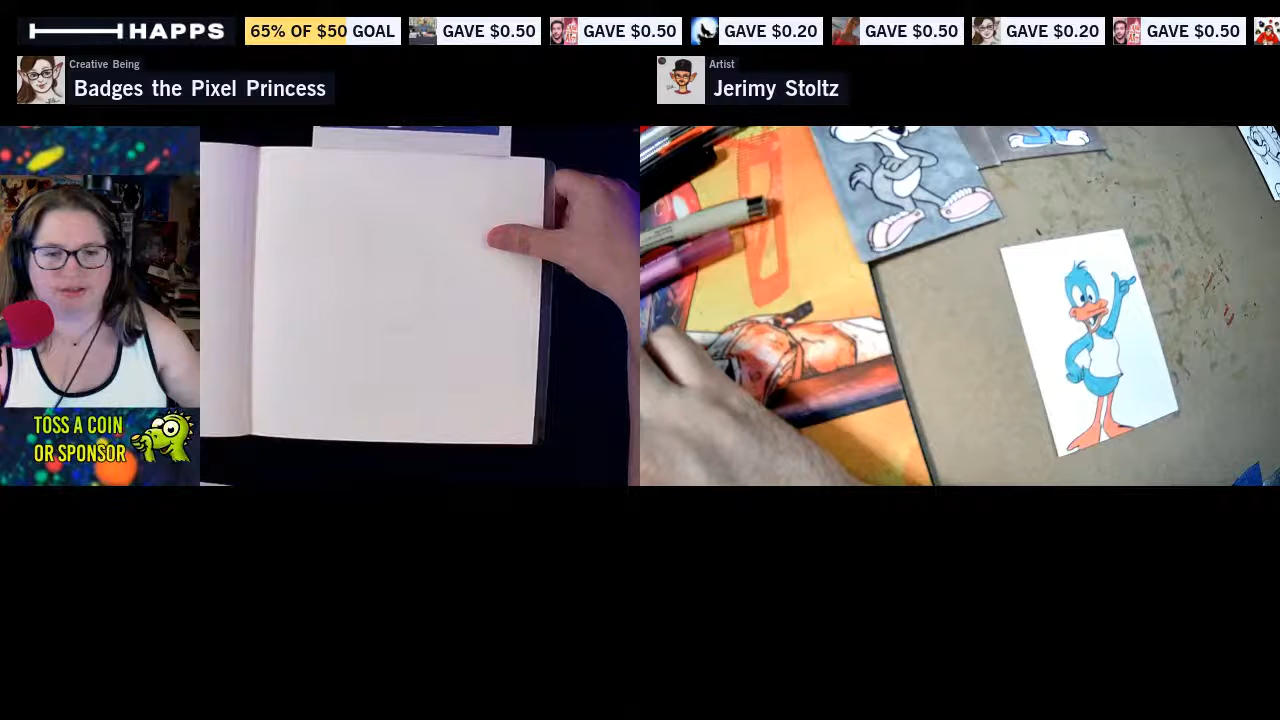 HAPPS
65% OF $50 GOAL
GAVE $0.50
GAVE $0.50
GAVE $0.20
GAVE $0.50
GAVE $0.20
GAVE $0.50
Creative Being
Badges the Pixel Princess
Artist
Jerimy Stoltz
TOSS A COIN
OR SPONSOR